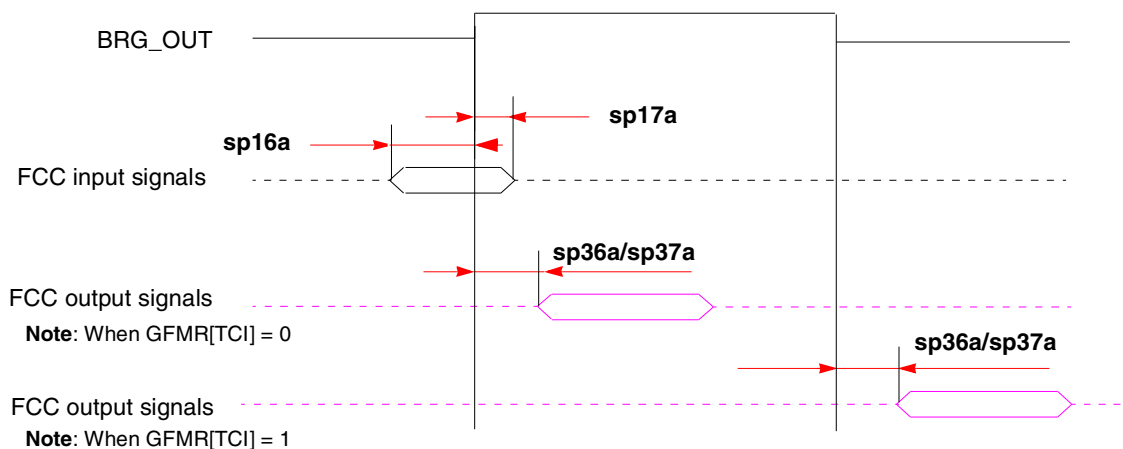 BRG_OUT
sp17a
sp16a
FCC input signals
sp36a/sp37a
FCC output signals
Note: When GFMR[TCI] = 0
sp36a/sp37a
FCC output signals
Note: When GFMR[TCI] = 1